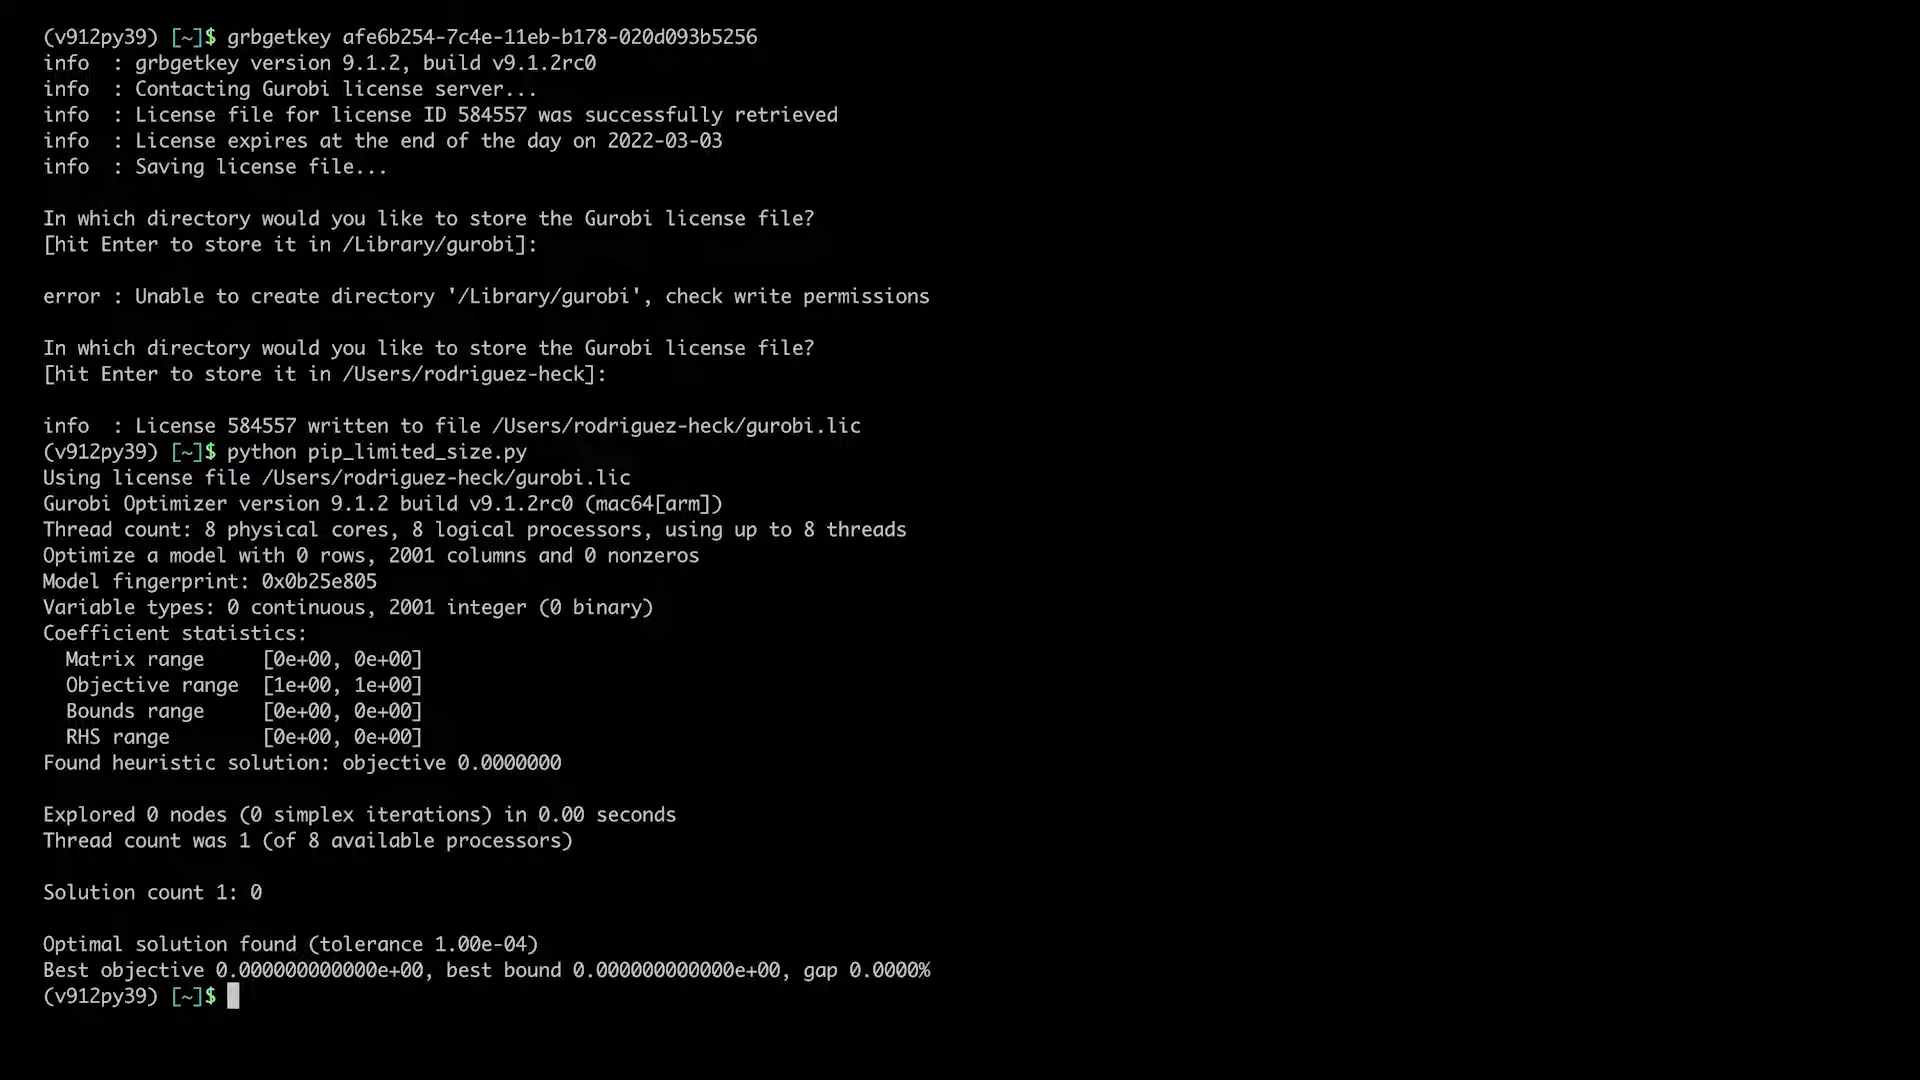 (v912py39) [~]$ grbgetkey afe6b254-7c4e-11eb-b178-020d093b5256
info  : grbgetkey version 9.1.2, build v9.1.2rc0
info  : Contacting Gurobi license server...
info  : License file for license ID 584557 was successfully retrieved
info  : License expires at the end of the day on 2022-03-03
info  : Saving license file...
In which directory would you like to store the Gurobi license file?
[hit Enter to store it in /Library/gurobi]:
error : Unable to create directory '/Library/gurobi', check write permissions
In which directory would you like to store the Gurobi license file?
[hit Enter to store it in /Users/rodriguez-heck]:
info  : License 584557 written to file /Users/rodriguez-heck/gurobi.lic
(v912py39) [~]$ python pip_limited_size.py
Using license file /Users/rodriguez-heck/gurobi.lic
Gurobi Optimizer version 9.1.2 build v9.1.2rc0 (mac64[arm])
Thread count: 8 physical cores, 8 logical processors, using up to 8 threads
Optimize a model with 0 rows, 2001 columns and 0 nonzeros
Model fingerprint: 0x0b25e805
Variable types: 0 continuous, 2001 integer (0 binary)
Coefficient statistics:
  Matrix range     [0e+00, 0e+00]
  Objective range  [1e+00, 1e+00]
  Bounds range     [0e+00, 0e+00]
  RHS range        [0e+00, 0e+00]
Found heuristic solution: objective 0.0000000
Explored 0 nodes (0 simplex iterations) in 0.00 seconds
Thread count was 1 (of 8 available processors)
Solution count 1: 0
Optimal solution found (tolerance 1.00e-04)
Best objective 0.000000000000e+00, best bound 0.000000000000e+00, gap 0.0000%
(v912py39) [~]$